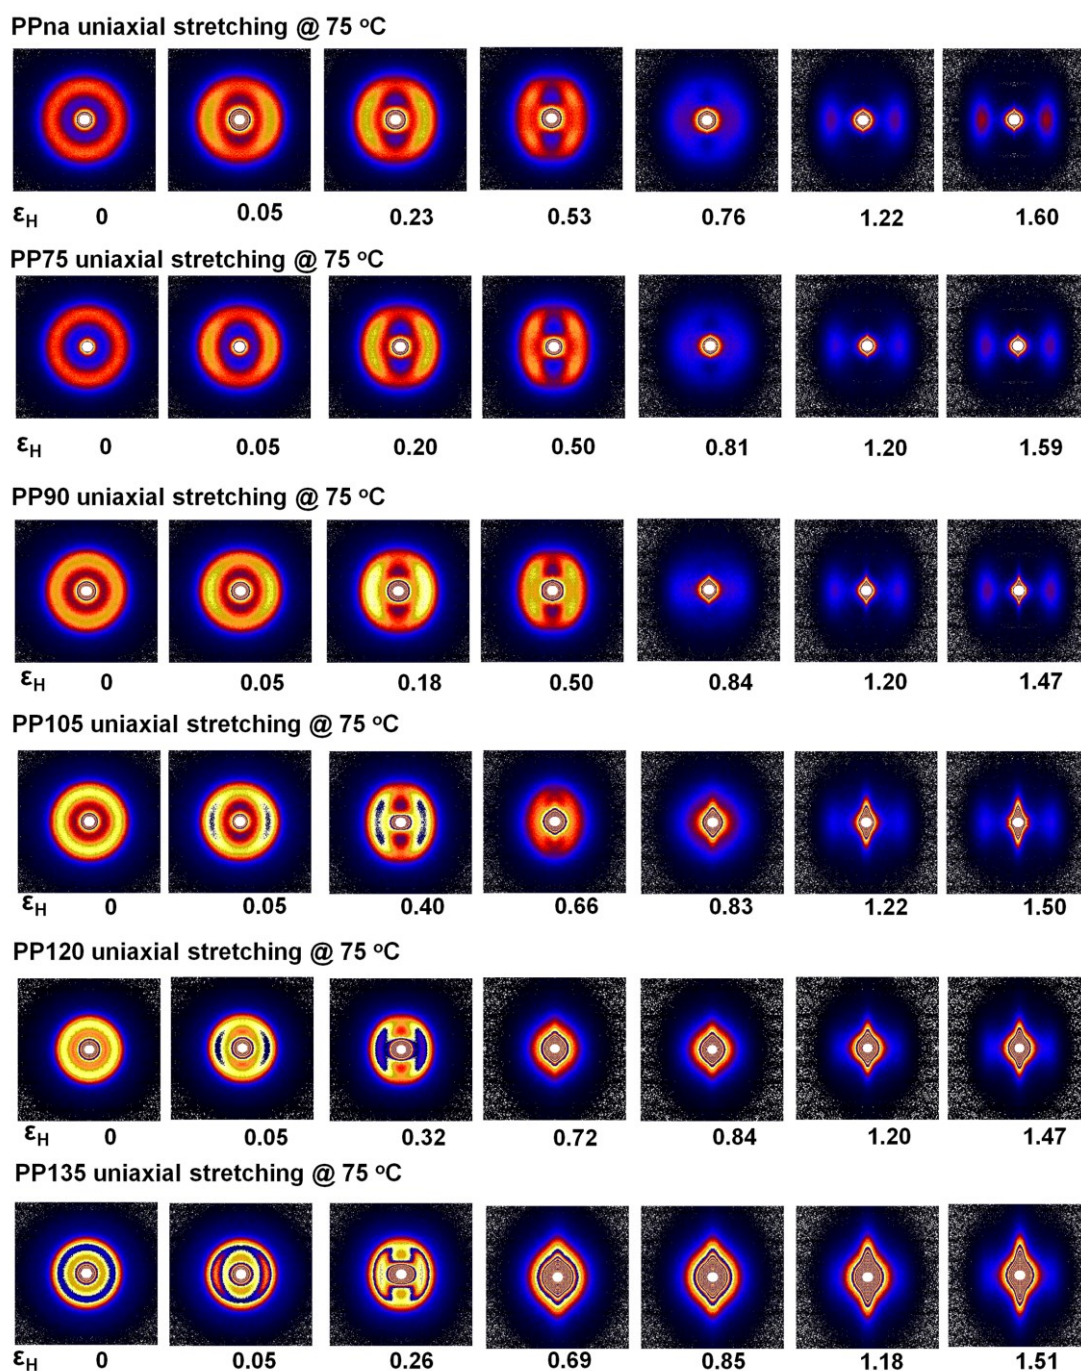 PPna uniaxial stretching @ 75 °C
εH 0 0.05 0.23 0.53 0.76 1.22 1.60
PP75 uniaxial stretching @ 75 °C
εH 0 0.05 0.20 0.50 0.81 1.20 1.59
PP90 uniaxial stretching @ 75 °C
εH 0 0.05 0.18 0.50 0.84 1.20 1.47
PP105 uniaxial stretching @ 75 °C
εH 0 0.05 0.40 0.66 0.83 1.22 1.50
PP120 uniaxial stretching @ 75 °C
εH 0 0.05 0.32 0.72 0.84 1.20 1.47
PP135 uniaxial stretching @ 75 °C
εH 0 0.05 0.26 0.69 0.85 1.18 1.51